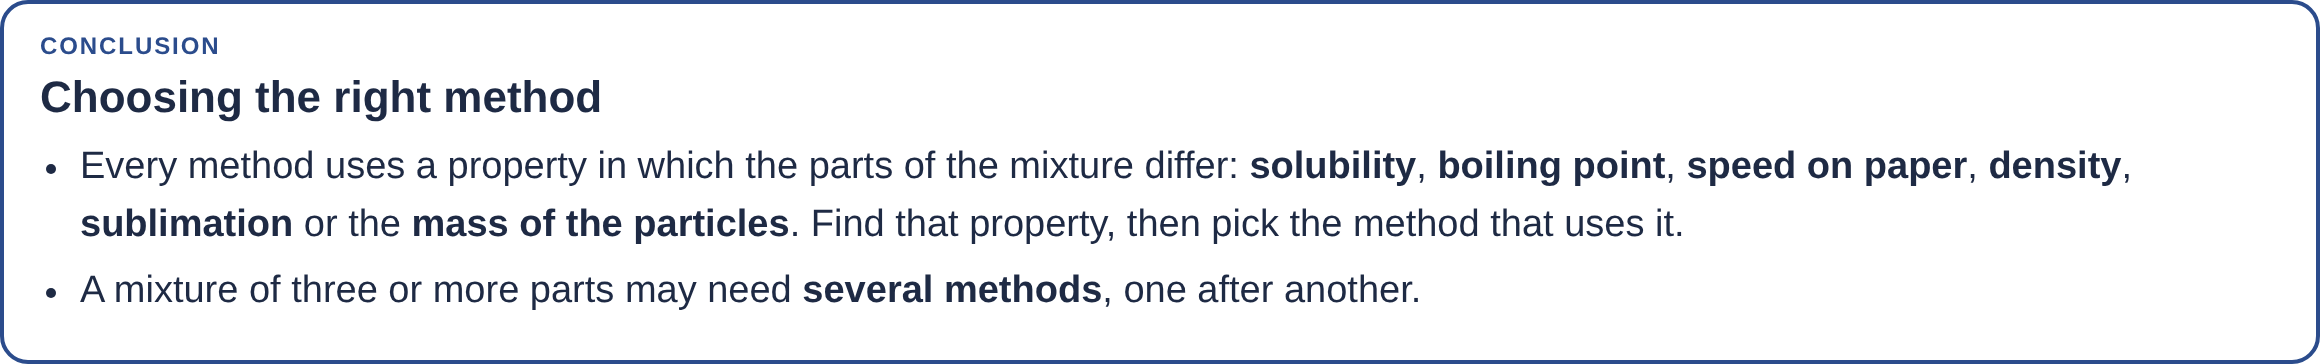 CONCLUSION
Choosing the right method
• Every method uses a property in which the parts of the mixture differ: solubility, boiling point, speed on paper, density,
sublimation or the mass of the particles. Find that property, then pick the method that uses it.
• A mixture of three or more parts may need several methods, one after another.